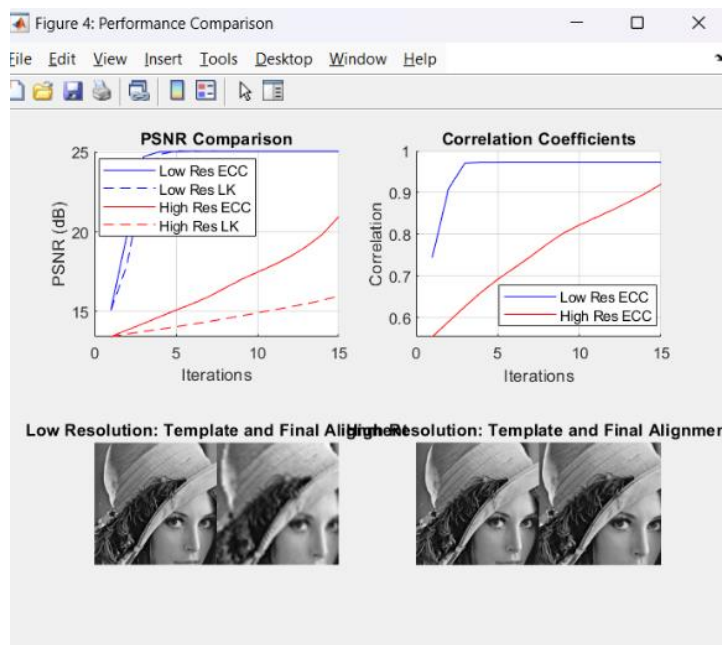 Figure 4: Performance Comparison
File Edit View Insert Tools Desktop Window Help
PSNR Comparison
25
20
15
PSNR (dB)
Low Res ECC
Low Res LK
High Res ECC
High Res LK
0 5 10 15
Iterations
Correlation Coefficients
1
0.9
0.8
0.7
0.6
Correlation
Low Res ECC
High Res ECC
0 5 10 15
Iterations
Low Resolution: Template and Final Alignment
High Resolution: Template and Final Alignmen